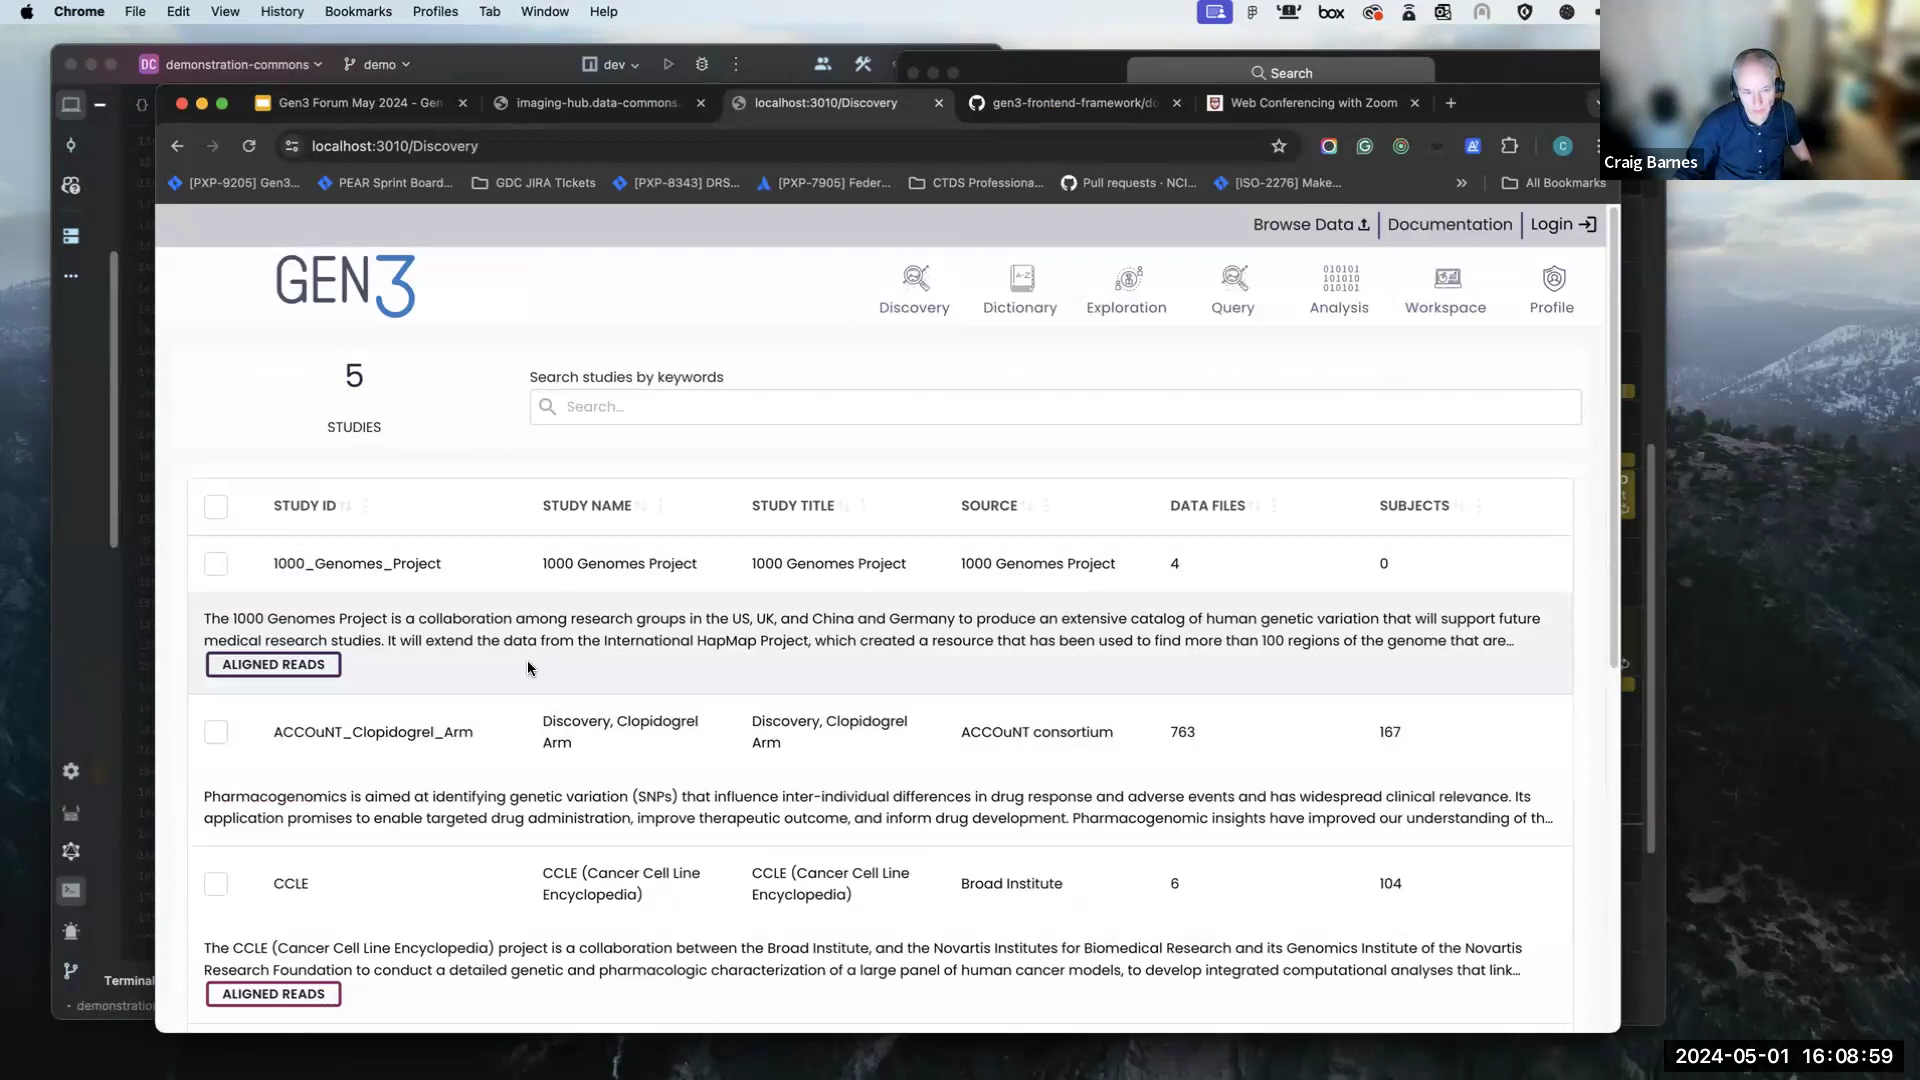 Chrome File Edit View History Bookmarks Profiles Tab Window Help
box
DC demonstration-commons demo dev
Search
Gen3 Forum May 2024 - Gen
imaging-hub.data-commons.
localhost:3010/Discovery
gen3-frontend-framework/do
Web Conferencing with Zoom
localhost:3010/Discovery
[PXP-9205] Gen3... PEAR Sprint Board... GDC JIRA TIckets [PXP-8343] DRS... [PXP-7905] Feder... CTDS Professiona... Pull requests · NCI... [ISO-2276] Make... All Bookmarks
Craig Barnes
Browse Data Documentation Login
GEN3
Discovery Dictionary Exploration Query Analysis Workspace Profile
5
STUDIES
Search studies by keywords
Search...
STUDY ID STUDY NAME STUDY TITLE SOURCE DATA FILES SUBJECTS
1000_Genomes_Project 1000 Genomes Project 1000 Genomes Project 1000 Genomes Project 4 0
The 1000 Genomes Project is a collaboration among research groups in the US, UK, and China and Germany to produce an extensive catalog of human genetic variation that will support future
medical research studies. It will extend the data from the International HapMap Project, which created a resource that has been used to find more than 100 regions of the genome that are...
ALIGNED READS
ACCOuNT_Clopidogrel_Arm Discovery, Clopidogrel Arm Discovery, Clopidogrel Arm ACCOuNT consortium 763 167
Pharmacogenomics is aimed at identifying genetic variation (SNPs) that influence inter-individual differences in drug response and adverse events and has widespread clinical relevance. Its
application promises to enable targeted drug administration, improve therapeutic outcome, and inform drug development. Pharmacogenomic insights have improved our understanding of th...
CCLE CCLE (Cancer Cell Line Encyclopedia) CCLE (Cancer Cell Line Encyclopedia) Broad Institute 6 104
The CCLE (Cancer Cell Line Encyclopedia) project is a collaboration between the Broad Institute, and the Novartis Institutes for Biomedical Research and its Genomics Institute of the Novartis
Research Foundation to conduct a detailed genetic and pharmacologic characterization of a large panel of human cancer models, to develop integrated computational analyses that link...
ALIGNED READS
Terminal
demonstratio
2024-05-01 16:08:59